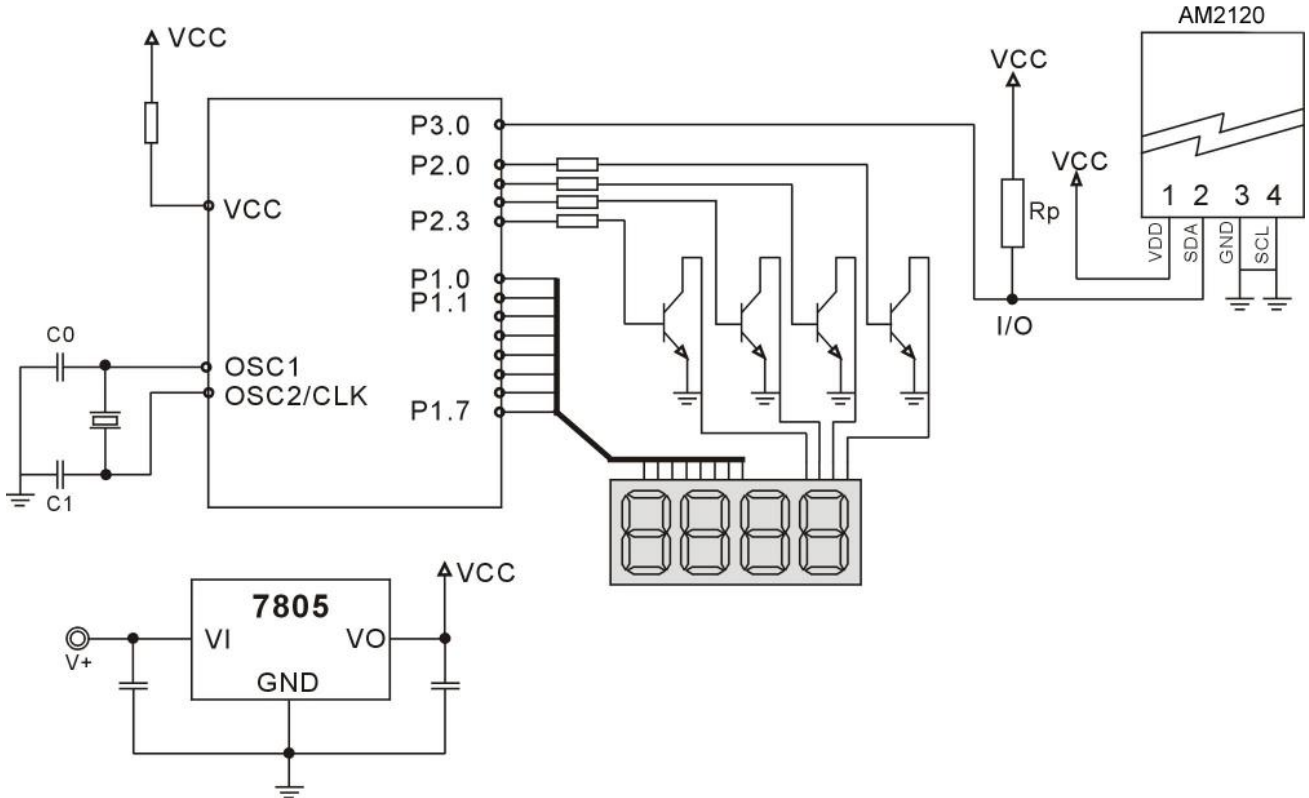 AM2120
VCC
VCC
P3.0
P2.0
VCC
P2.3
Rp
VCC
1 2 3 4
VDD
SDA
GND
SCL
P1.0
P1.1
I/O
C0
OSC1
OSC2/CLK
P1.7
C1
VCC
7805
VI
VO
V+
GND